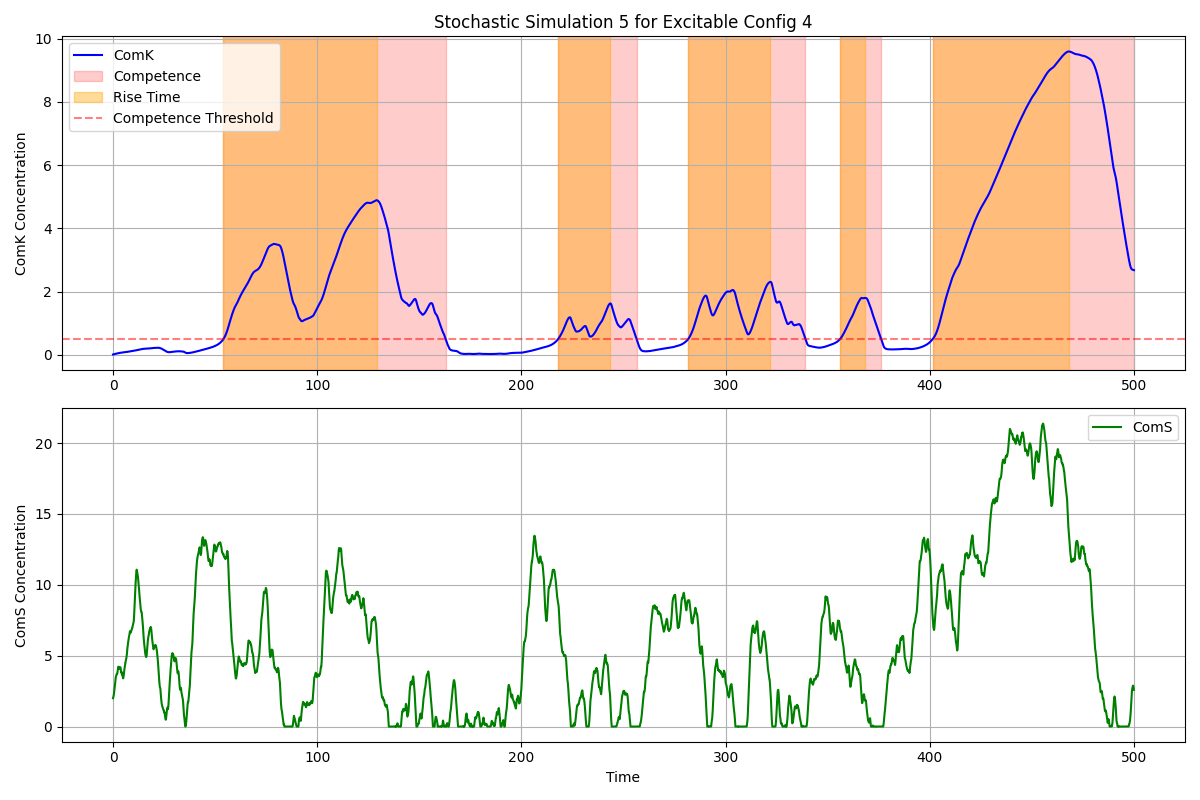 Stochastic Simulation 5 for Excitable Config 4
ComK Concentration
10
8
6
4
2
0
ComK
Competence
Rise Time
Competence Threshold
0 100 200 300 400 500
ComS Concentration
20
15
10
5
0
ComS
0 100 200 300 400 500
Time